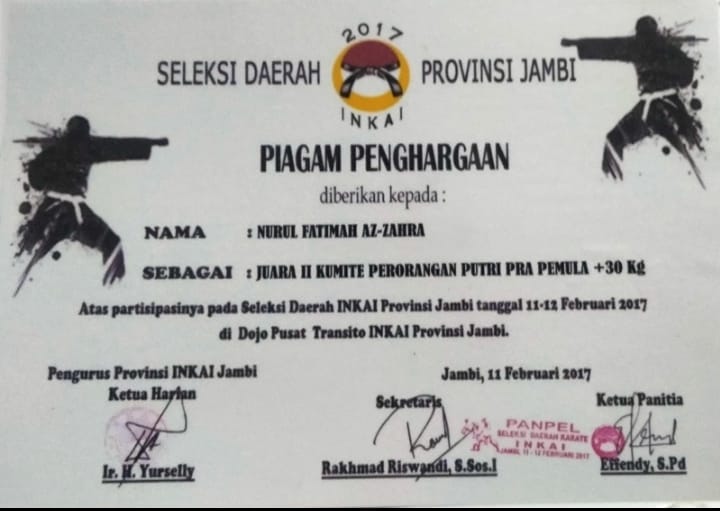 2017
SELEKSI DAERAH PROVINSI JAMBI
INKAI
PIAGAM PENGHARGAAN
diberikan kepada :
NAMA : NURUL FATIMAH AZ-ZAHRA
SEBAGAI : JUARA II KUMITE PERORANGAN PUTRI PRA PEMULA +30 Kg
Atas partisipasinya pada Seleksi Daerah INKAI Provinsi Jambi tanggal 11-12 Februari 2017
di Dojo Pusat Transito INKAI Provinsi Jambi.
Pengurus Provinsi INKAI Jambi
Ketua Harian
Ir. H. Yurselly
Jambi, 11 Februari 2017
Sekretaris
Ketua Panitia
PANPEL
SELEKSI DAERAH KARATE
INKAI
JAMBI, 11 - 12 FEBRUARI 2017
Rakhmad Riswandi, S.Sos.I
Effendy, S.Pd